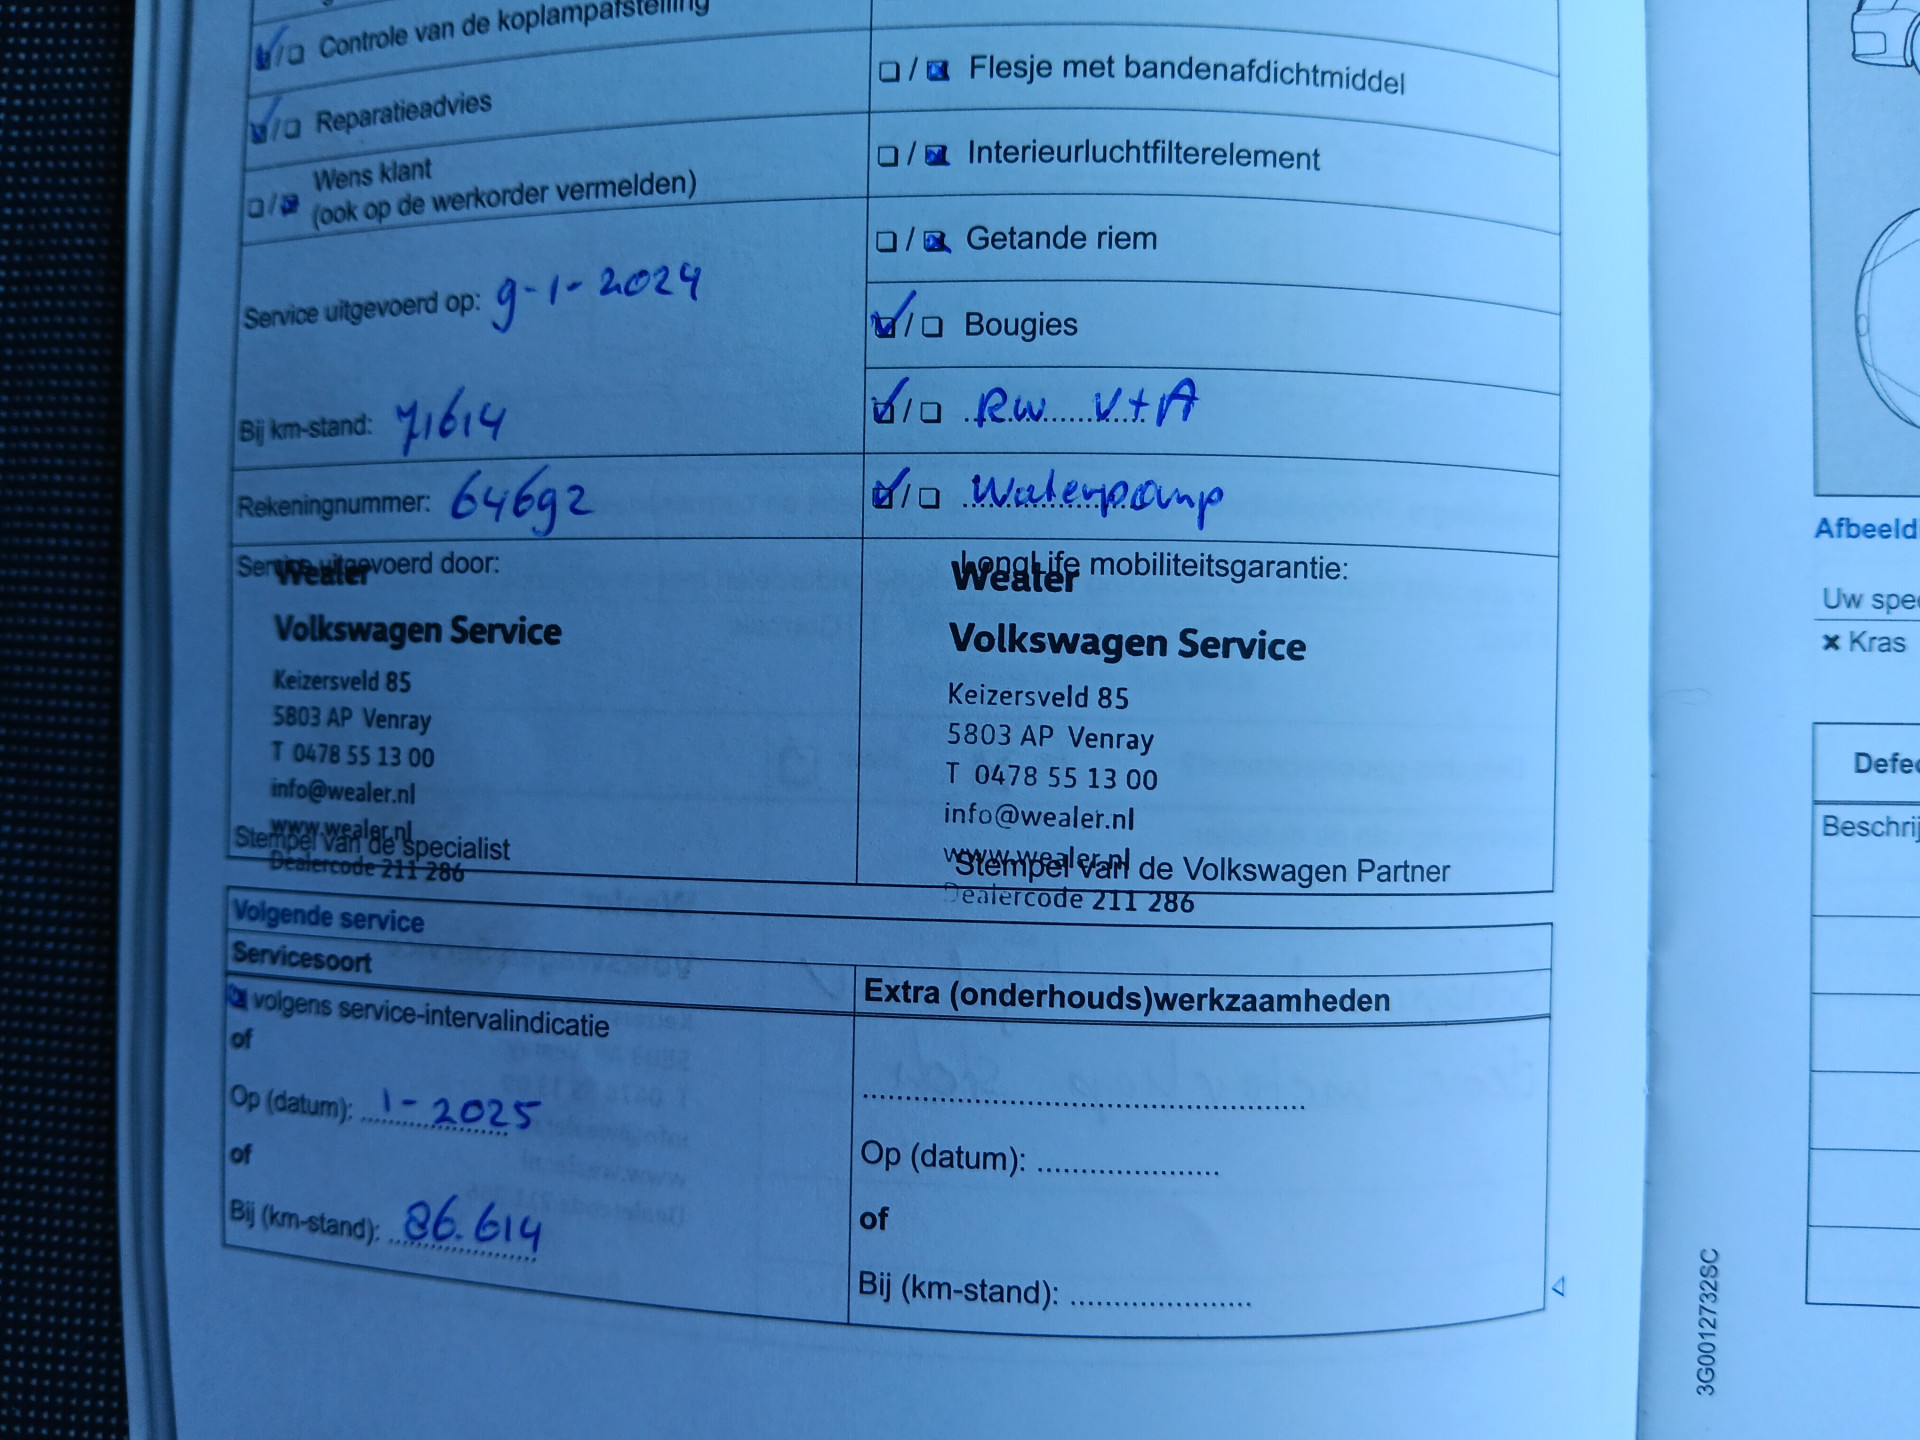 Controle van de koplampafstelling
Reparatieadvies
Wens klant
(ook op de werkorder vermelden)
Service uitgevoerd op: 9-1-2024
Bij km-stand: 71614
Rekeningnummer: 64692
Service uitgevoerd door:
Wealer
Volkswagen Service
Keizersveld 85
5803 AP Venray
T 0478 55 13 00
info@wealer.nl
www.wealer.nl
Stempel van de specialist
Dealercode 211 286
Flesje met bandenafdichtmiddel
Interieurluchtfilterelement
Getande riem
Bougies
RW V+A
Waterpomp
LongLife mobiliteitsgarantie:
Wealer
Volkswagen Service
Keizersveld 85
5803 AP Venray
T 0478 55 13 00
info@wealer.nl
www.wealer.nl
Stempel van de Volkswagen Partner
Dealercode 211 286
Volgende service
Servicesoort
volgens service-intervalindicatie
of
Op (datum): 1-2025
of
Bij (km-stand): 86.614
Extra (onderhouds)werkzaamheden
Op (datum):
of
Bij (km-stand):
3G0012732SC
Afbeeld
Uw spe
× Kras
Defe
Beschrij